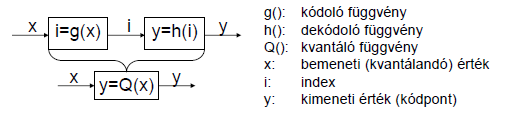 x i=g(x) i y=h(i) y
x y=Q(x) y
g(): kódoló függvény
h(): dekódoló függvény
Q(): kvantáló függvény
x: bemeneti (kvantálandó) érték
i: index
y: kimeneti érték (kódpont)